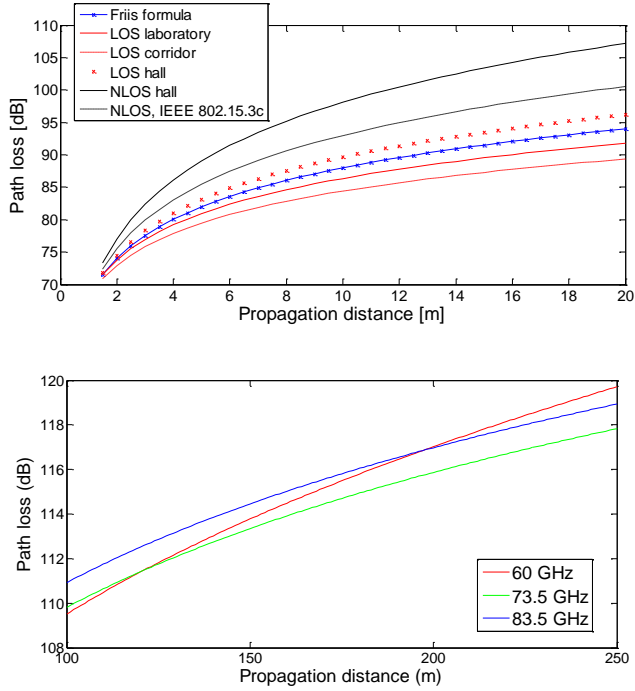 110
105
100
95
90
85
80
75
70
Path loss [dB]
Friis formula
LOS laboratory
LOS corridor
LOS hall
NLOS hall
NLOS, IEEE 802.15.3c
0 2 4 6 8 10 12 14 16 18 20
Propagation distance [m]
120
118
116
114
112
110
108
Path loss (dB)
60 GHz
73.5 GHz
83.5 GHz
100 150 200 250
Propagation distance (m)